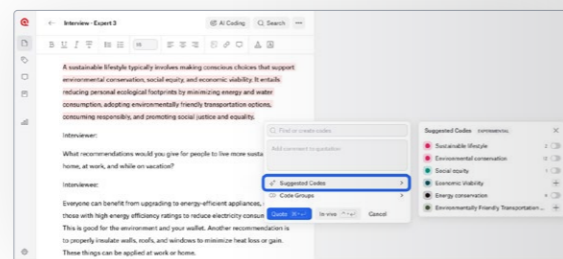 Interview - Expert 3
AI Coding
Search
B U I
A sustainable lifestyle typically involves making conscious choices that support
environmental conservation, social equity, and economic viability. It entails
reducing personal ecological footprints by minimizing energy and water
consumption, adopting environmentally friendly transportation options,
consuming responsibly, and promoting social justice and equality.
Interviewer:
What recommendations would you give for people to live more susta
home, at work, and while on vacation?
Interviewee:
Everyone can benefit from upgrading to energy-efficient appliances,
those with high energy efficiency ratings to reduce electricity consum
This is good for the environment and your wallet. Another recommendation is
to properly insulate walls, roofs, and windows to minimize heat loss or gain.
These things can be applied at work or home.
Find or create codes
Add comment to quotation
Suggested Codes
Code Groups
Quote
In-vivo
Cancel
Suggested Codes
Sustainable lifestyle
Environmental conservation
Social equity
Economic Viability
Energy conservation
Environmentally Friendly Transportation ...